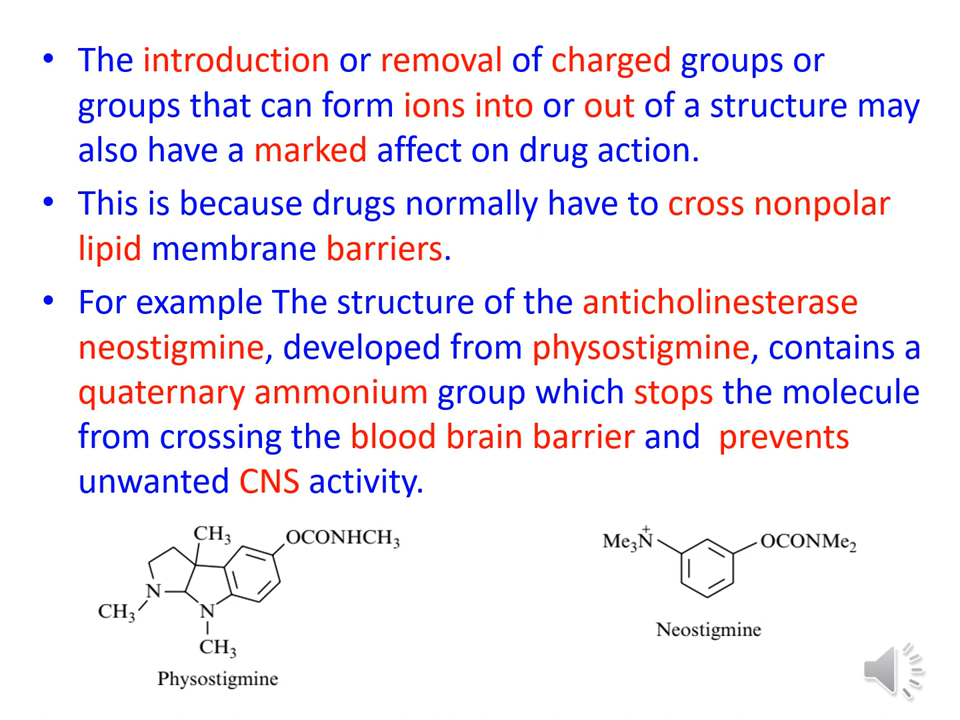 • The introduction or removal of charged groups or
groups that can form ions into or out of a structure may
also have a marked affect on drug action.
• This is because drugs normally have to cross nonpolar
lipid membrane barriers.
• For example The structure of the anticholinesterase
neostigmine, developed from physostigmine, contains a
quaternary ammonium group which stops the molecule
from crossing the blood brain barrier and prevents
unwanted CNS activity.
CH3
OCONHCH3
N
CH3
N
CH3
Physostigmine
Me3N+
OCONMe2
Neostigmine